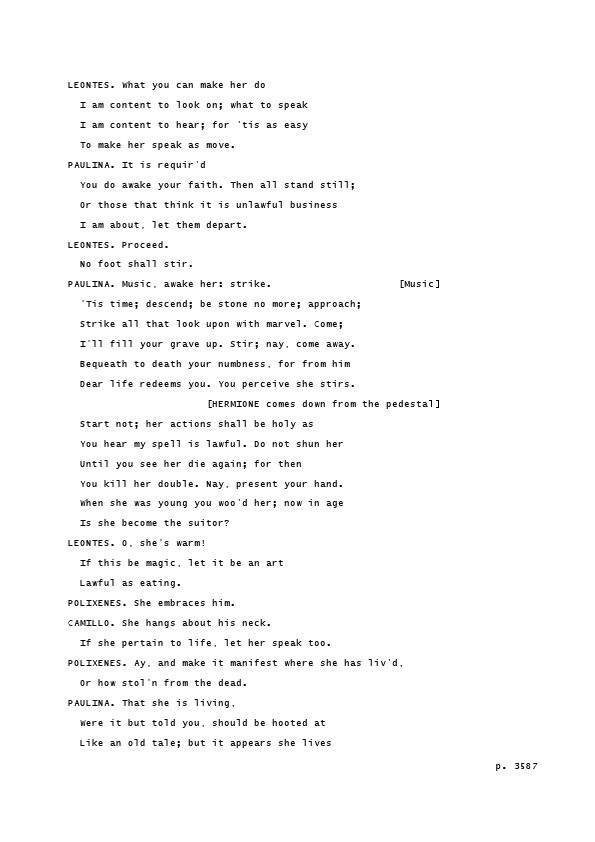 LEONTES. What you can make her do
I am content to look on; what to speak
I am content to hear; for 'tis as easy
To make her speak as move.
PAULINA. It is requir'd
You do awake your faith. Then all stand still;
Or those that think it is unlawful business
I am about, let them depart.
LEONTES. Proceed.
No foot shall stir.
PAULINA. Music, awake her: strike. [Music]
'Tis time; descend; be stone no more; approach;
Strike all that look upon with marvel. Come;
I'll fill your grave up. Stir; nay, come away.
Bequeath to death your numbness, for from him
Dear life redeems you. You perceive she stirs.
[HERMIONE comes down from the pedestal]
Start not; her actions shall be holy as
You hear my spell is lawful. Do not shun her
Until you see her die again; for then
You kill her double. Nay, present your hand.
When she was young you woo'd her; now in age
Is she become the suitor?
LEONTES. O, she's warm!
If this be magic, let it be an art
Lawful as eating.
POLIXENES. She embraces him.
CAMILLO. She hangs about his neck.
If she pertain to life, let her speak too.
POLIXENES. Ay, and make it manifest where she has liv'd,
Or how stol'n from the dead.
PAULINA. That she is living,
Were it but told you, should be hooted at
Like an old tale; but it appears she lives
p. 3587